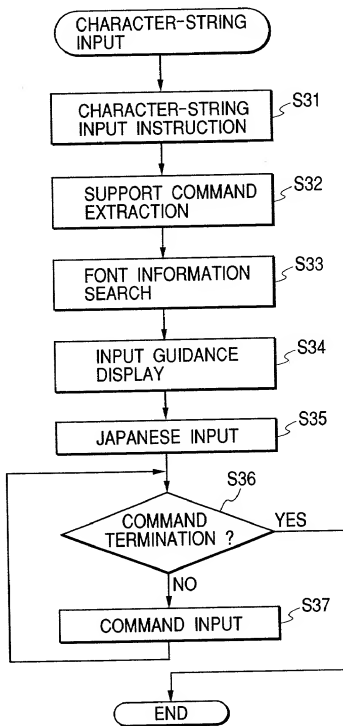 CHARACTER-STRING
INPUT
CHARACTER-STRING
INPUT INSTRUCTION
S31
SUPPORT COMMAND
EXTRACTION
S32
FONT INFORMATION
SEARCH
S33
INPUT GUIDANCE
DISPLAY
S34
JAPANESE INPUT
S35
S36
COMMAND
TERMINATION ?
YES
NO
COMMAND INPUT
S37
END